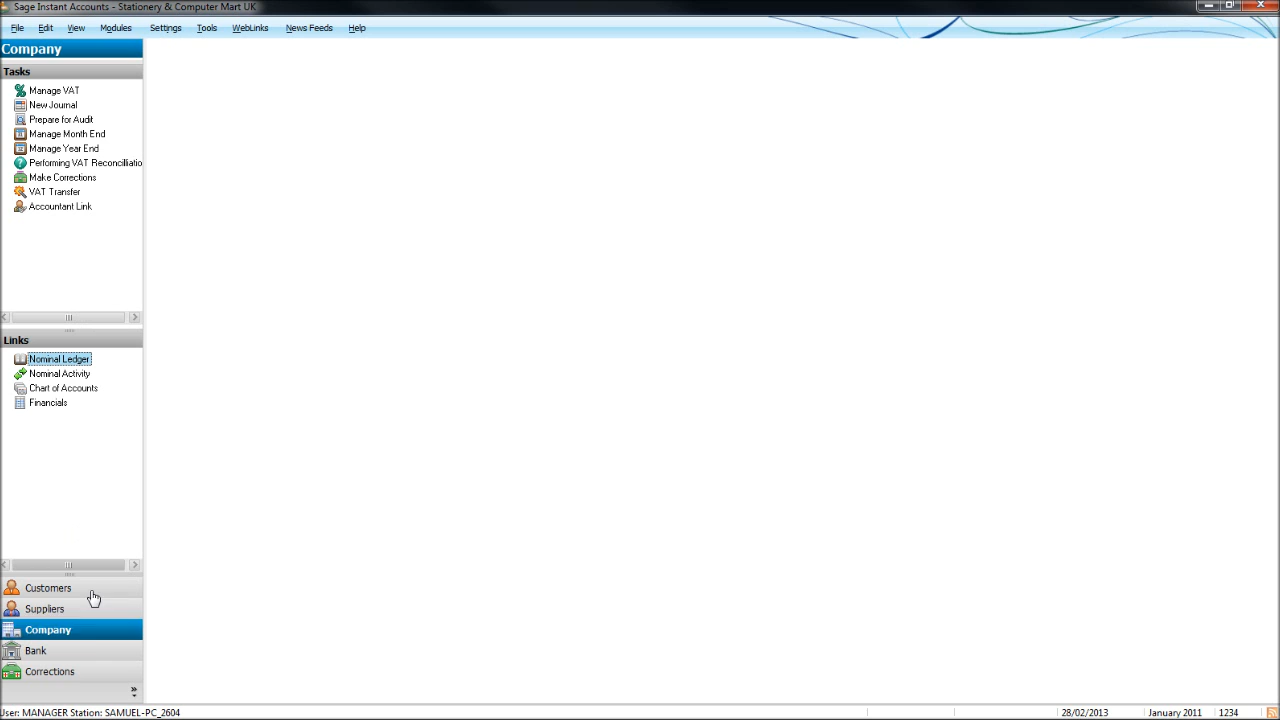 Sage Instant Accounts - Stationery & Computer Mart UK
File Edit View Modules Settings Tools WebLinks News Feeds Help
Company
Tasks
Manage VAT
New Journal
Prepare for Audit
Manage Month End
Manage Year End
Performing VAT Reconcilliatio
Make Corrections
VAT Transfer
Accountant Link
Links
Nominal Ledger
Nominal Activity
Chart of Accounts
Financials
Customers
Suppliers
Company
Bank
Corrections
User: MANAGER Station: SAMUEL-PC_2604 28/02/2013 January 2011 1234